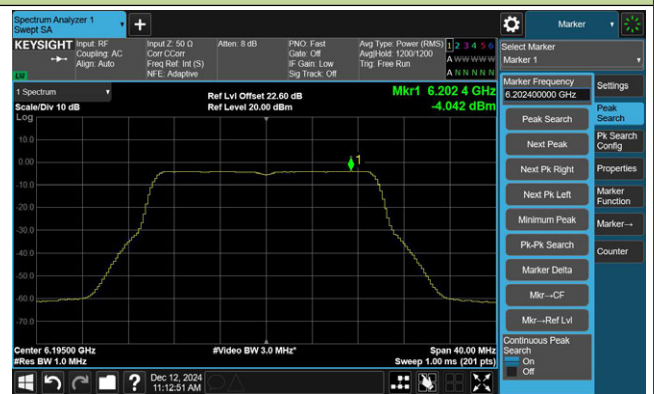 Spectrum Analyzer 1
Swept SA
Marker
KEYSIGHT
Input: RF
Coupling: AC
Align: Auto
Input Z: 50 Ω
Corr CCorr
Freq Ref: Int (S)
NFE: Adaptive
Atten: 8 dB
PNO: Fast
Gate: Off
IF Gain: Low
Sig Track: Off
Avg Type: Power (RMS)
Avg|Hold: 1200/1200
Trig: Free Run
1 2 3 4 5 6
A W W W W W
A N N N N N
LW
Select Marker
Marker 1
1 Spectrum
Scale/Div 10 dB
Ref Lvl Offset 22.60 dB
Ref Level 20.00 dBm
Mkr1 6.202 4 GHz
-4.042 dBm
Log
10.0
0.00
-10.0
-20.0
-30.0
-40.0
-50.0
-60.0
-70.0
1
Center 6.19500 GHz
#Res BW 1.0 MHz
#Video BW 3.0 MHz*
Span 40.00 MHz
Sweep 1.00 ms (201 pts)
Marker Frequency
6.202400000 GHz
Peak Search
Next Peak
Next Pk Right
Next Pk Left
Minimum Peak
Pk-Pk Search
Marker Delta
Mkr→CF
Mkr→Ref Lvl
Continuous Peak
Search
On
Off
Settings
Peak
Search
Pk Search
Config
Properties
Marker
Function
Marker→
Counter
Dec 12, 2024
11:12:51 AM